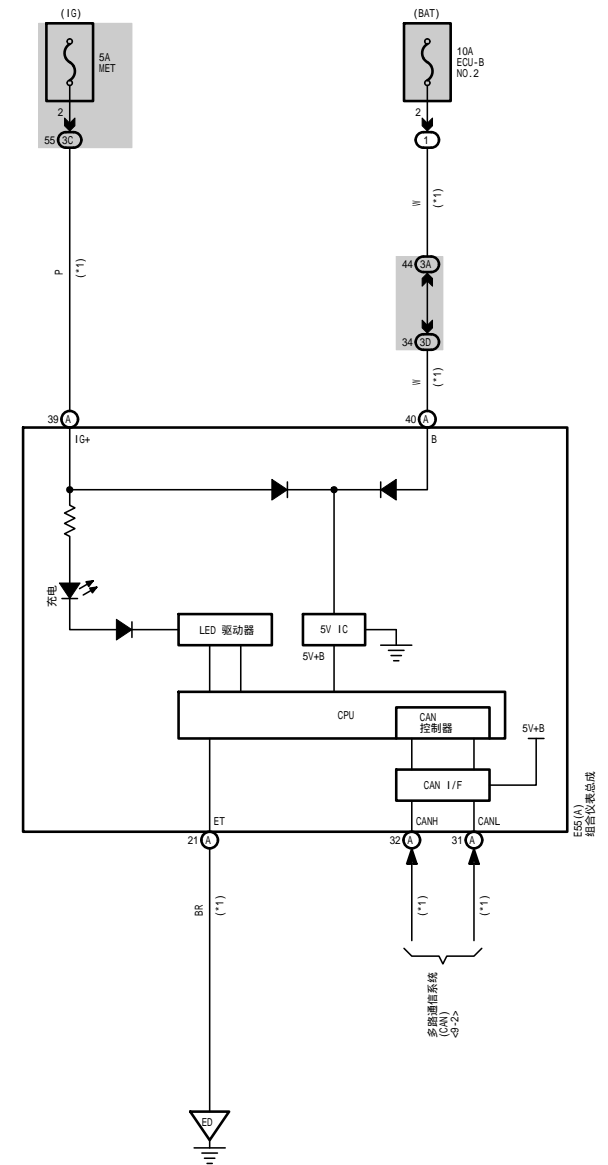 (IG)
(BAT)
5A
MET
10A
ECU-B
NO.2
2
2
55 3C
1
W
(*1)
P
(*1)
44 3A
34 3D
W
(*1)
39 A
40 A
IG+
B
充电
LED 驱动器
5V IC
5V+B
CPU
CAN
控制器
5V+B
CAN I/F
E55(A)
组合仪表总成
ET
CANH
CANL
21 A
32 A
31 A
BR
(*1)
(*1)
(*1)
多路通信系统
(CAN)
<9-2>
ED